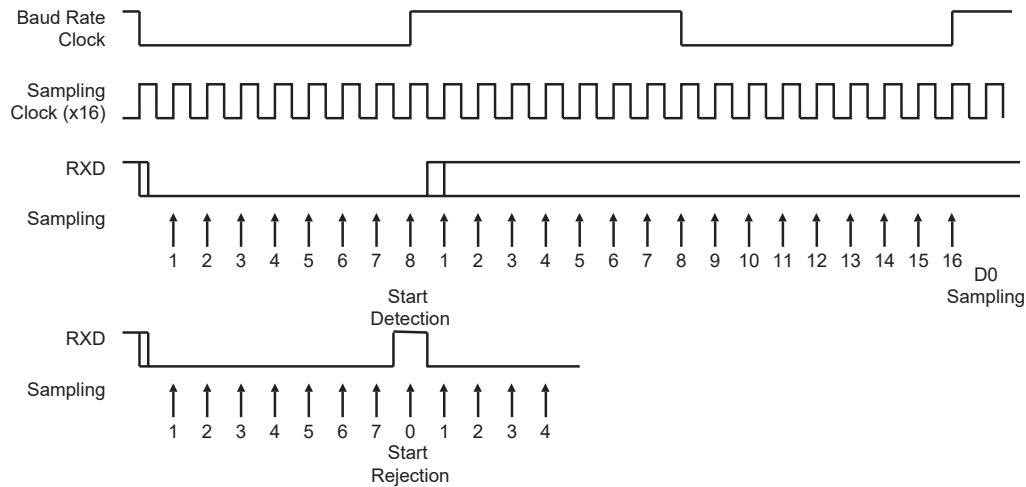 Baud Rate
Clock
Sampling
Clock (x16)
RXD
Sampling
1 2 3 4 5 6 7 8 1 2 3 4 5 6 7 8 9 10 11 12 13 14 15 16
D0
Sampling
Start
Detection
RXD
Sampling
1 2 3 4 5 6 7 0 1 2 3 4
Start
Rejection